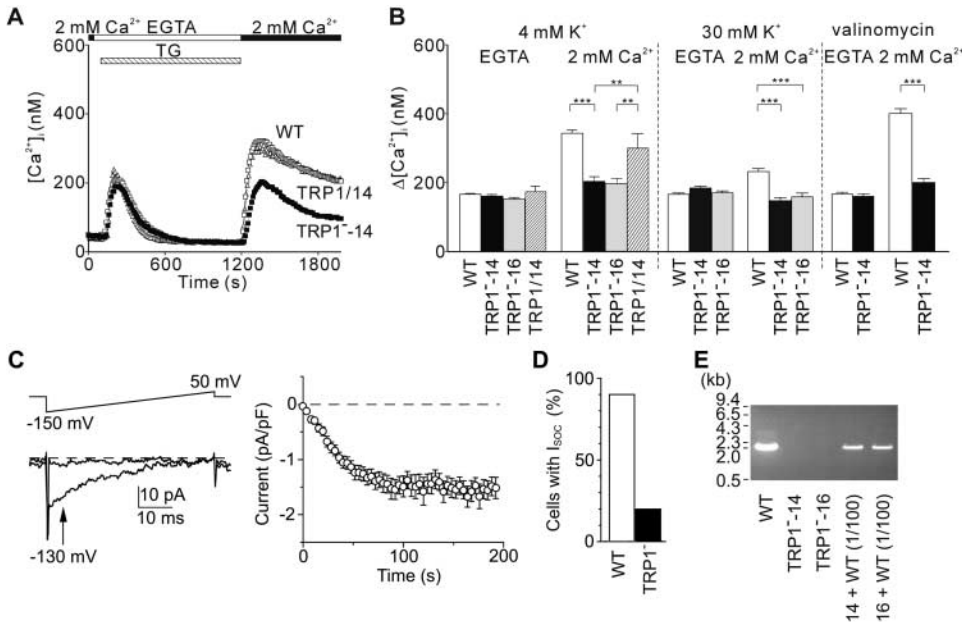 A
2 mM Ca²⁺ EGTA 2 mM Ca²⁺
TG
600
400
200
0
[Ca²⁺]ᵢ (nM)
WT
TRP1/14
TRP1⁻-14
0 600 1200 1800
Time (s)
B
4 mM K⁺ 30 mM K⁺ valinomycin
EGTA 2 mM Ca²⁺ EGTA 2 mM Ca²⁺ EGTA 2 mM Ca²⁺
600
400
200
0
Δ[Ca²⁺]ᵢ (nM)
** *** ** *** *** ***
WT TRP1⁻-14 TRP1⁻-16 TRP1/14 WT TRP1⁻-14 TRP1⁻-16 TRP1/14 WT TRP1⁻-14 TRP1⁻-16 WT TRP1⁻-14 TRP1⁻-16 WT TRP1⁻-14 WT TRP1⁻-14
C
50 mV
-150 mV
10 pA
10 ms
-130 mV
0
-1
-2
Current (pA/pF)
0 100 200
Time (s)
D
100
50
0
Cells with I_SOC (%)
WT TRP1⁻
E
(kb)
9.4
6.5
4.3
2.3
2.0
0.5
WT TRP1⁻-14 TRP1⁻-16 14 + WT (1/100) 16 + WT (1/100)